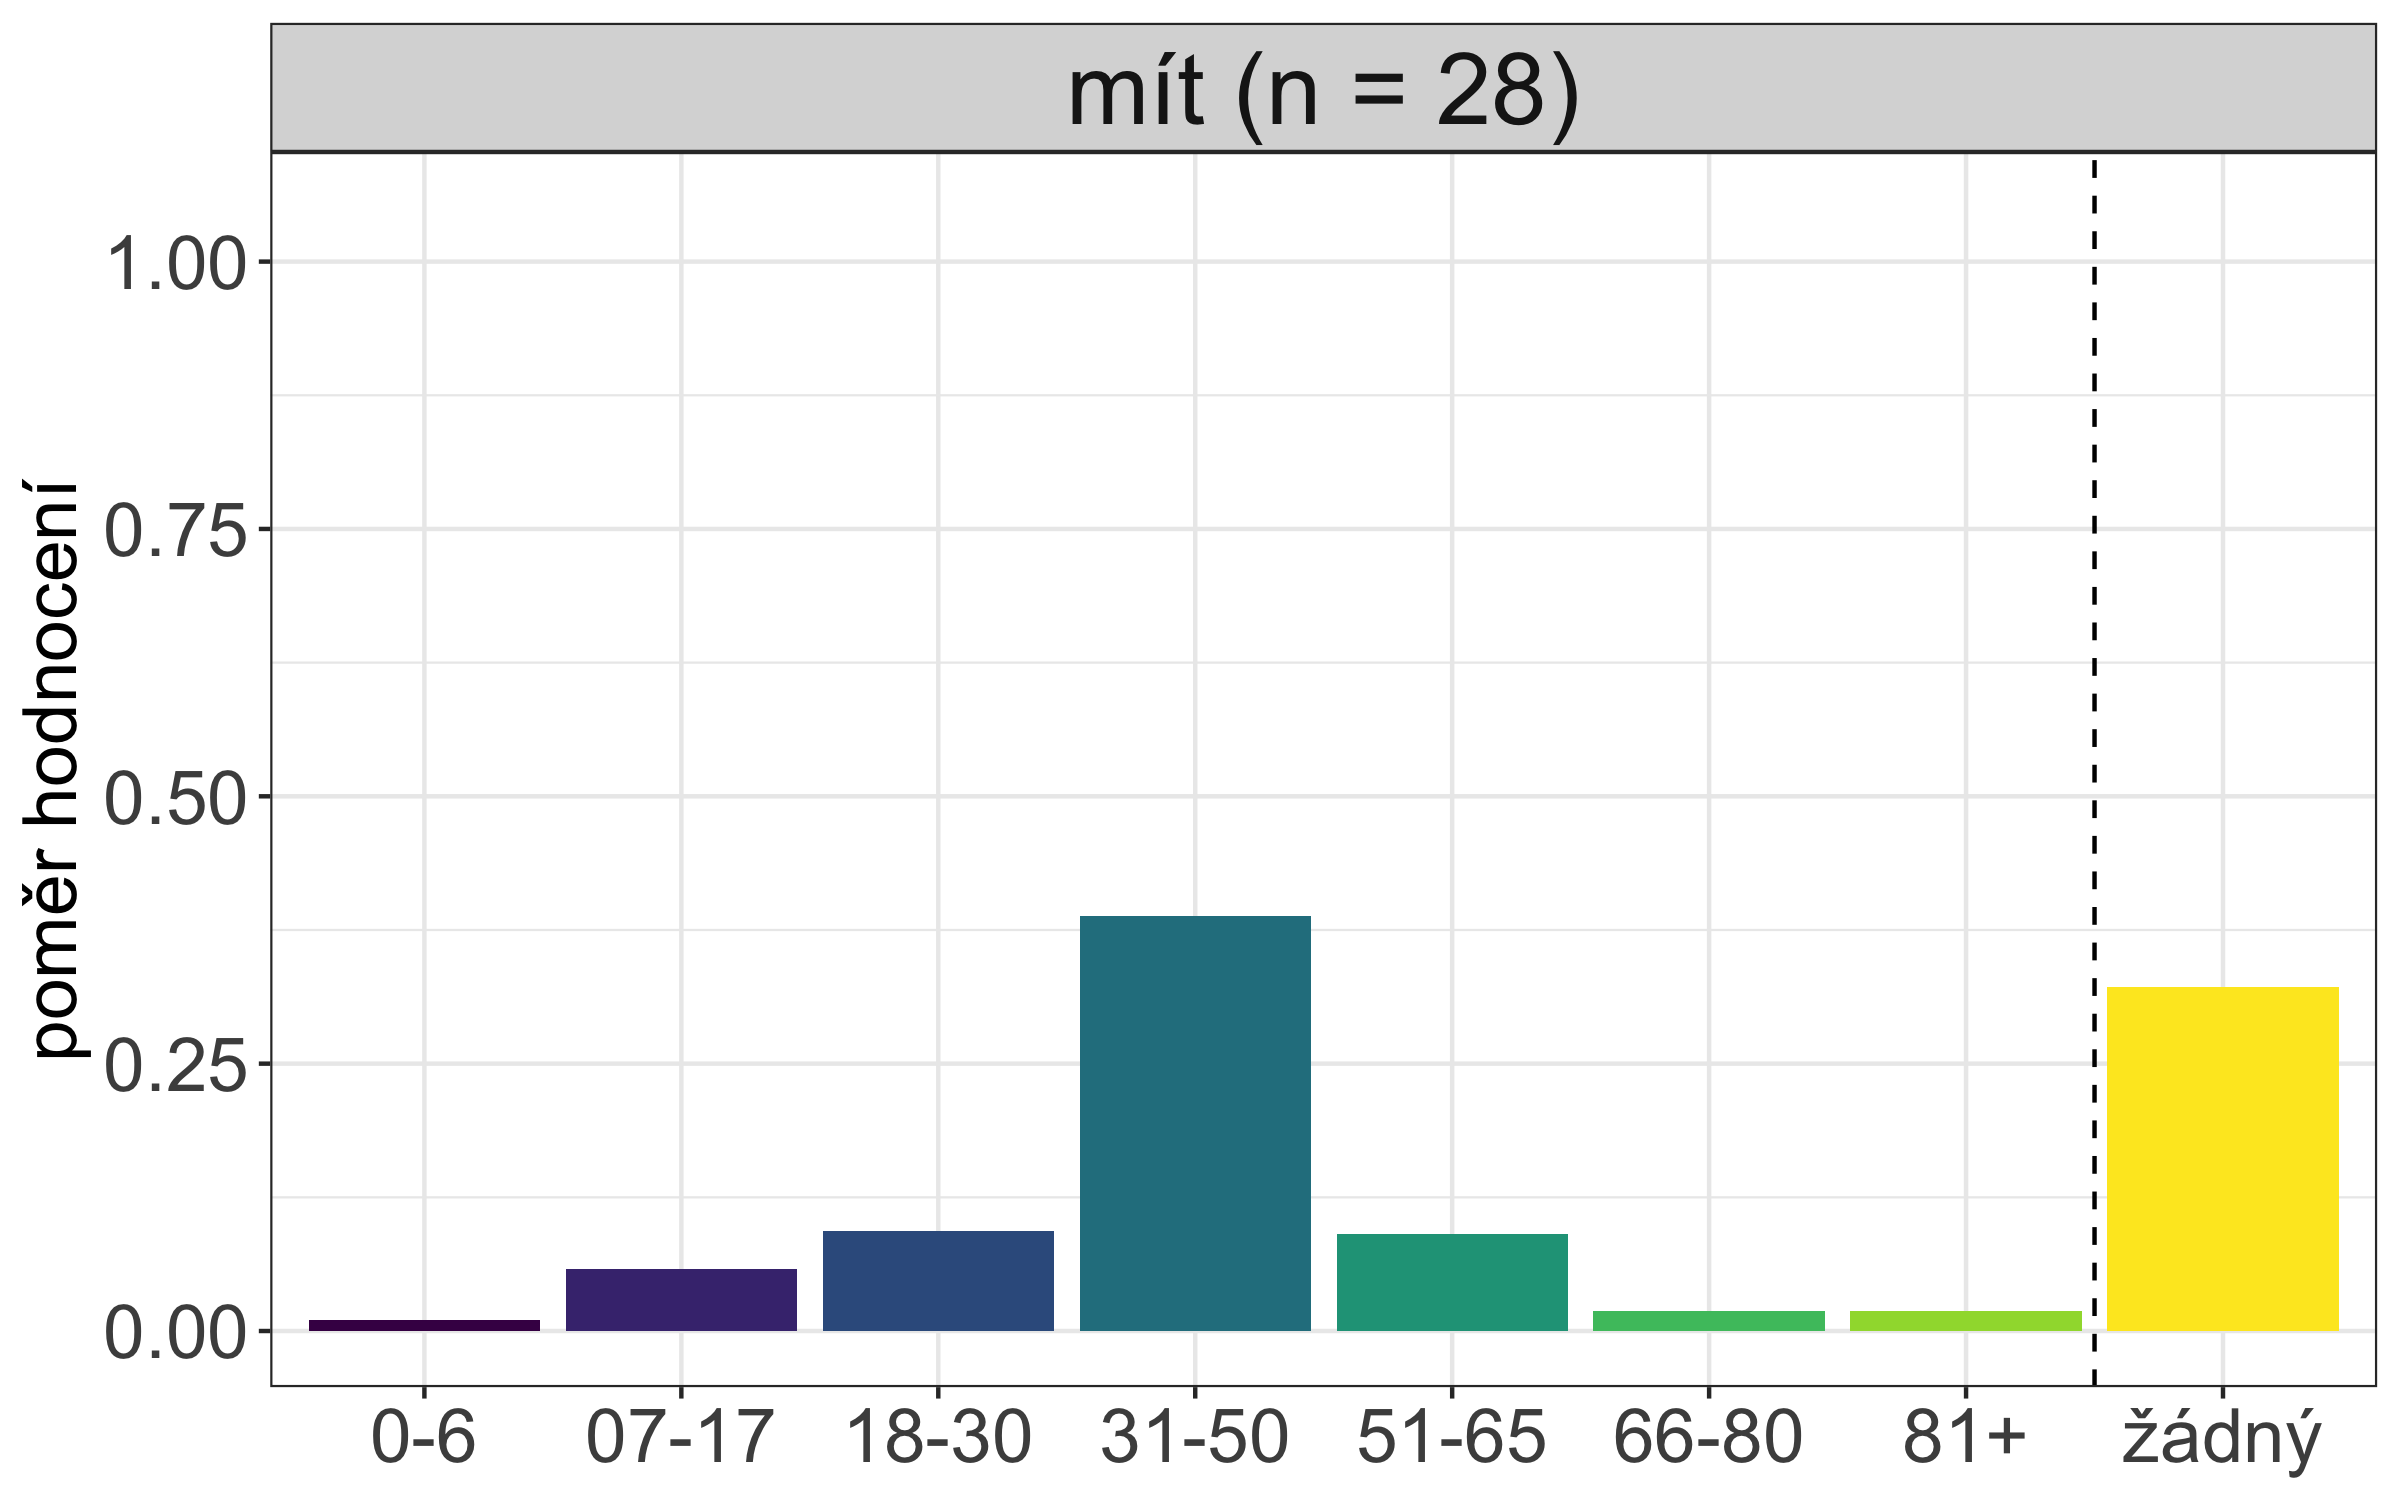 mít (n = 28)
poměr hodnocení
1.00
0.75
0.50
0.25
0.00
0-6 07-17 18-30 31-50 51-65 66-80 81+ žádný